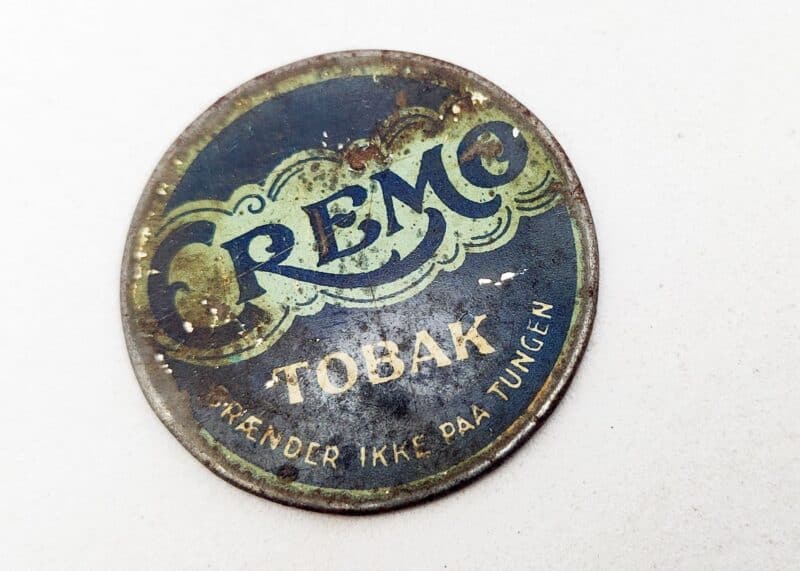 CREMO
TOBAK
BRÆNDER IKKE PAA TUNGEN